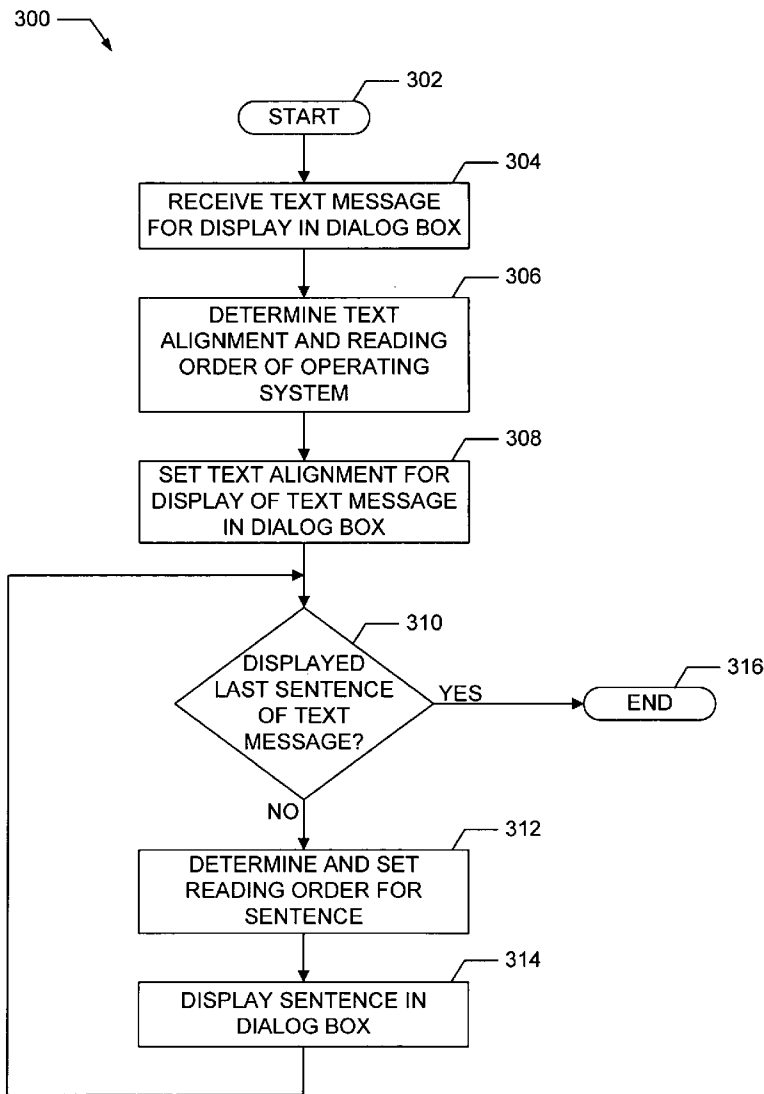 300
302
START
304
RECEIVE TEXT MESSAGE
FOR DISPLAY IN DIALOG BOX
306
DETERMINE TEXT
ALIGNMENT AND READING
ORDER OF OPERATING
SYSTEM
308
SET TEXT ALIGNMENT FOR
DISPLAY OF TEXT MESSAGE
IN DIALOG BOX
310
DISPLAYED
LAST SENTENCE
OF TEXT
MESSAGE?
YES
316
END
NO
312
DETERMINE AND SET
READING ORDER FOR
SENTENCE
314
DISPLAY SENTENCE IN
DIALOG BOX